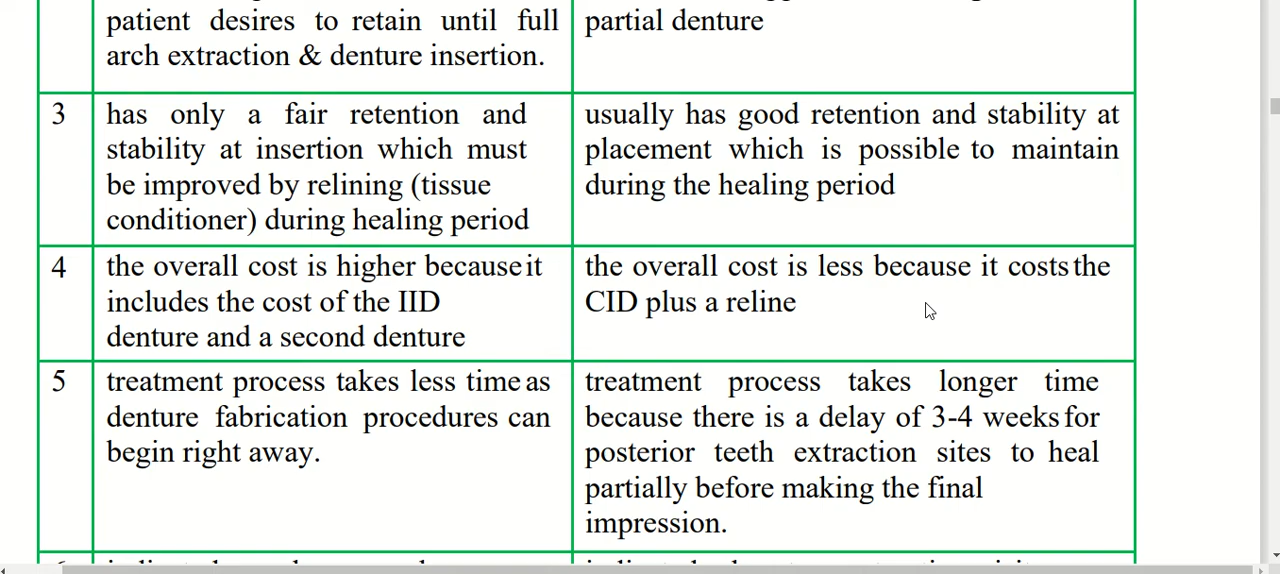 patient desires to retain until full
arch extraction & denture insertion.
partial denture
3
has only a fair retention and
stability at insertion which must
be improved by relining (tissue
conditioner) during healing period
usually has good retention and stability at
placement which is possible to maintain
during the healing period
4
the overall cost is higher because it
includes the cost of the IID
denture and a second denture
the overall cost is less because it costs the
CID plus a reline
5
treatment process takes less time as
denture fabrication procedures can
begin right away.
treatment process takes longer time
because there is a delay of 3-4 weeks for
posterior teeth extraction sites to heal
partially before making the final
impression.